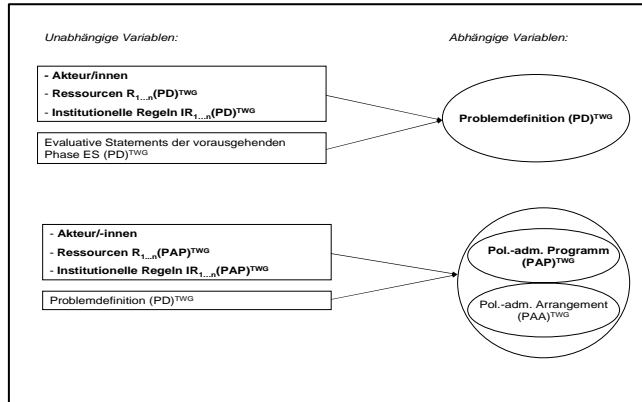 Unabhängige Variablen:
Abhängige Variablen:
- Akteur/innen
- Ressourcen R1...n(PD)TWG
- Institutionelle Regeln IR1...n(PD)TWG
Evaluative Statements der vorausgehenden
Phase ES (PD)TWG
Problemdefinition (PD)TWG
- Akteur/-innen
- Ressourcen R1...n(PAP)TWG
- Institutionelle Regeln IR1...n(PAP)TWG
Problemdefinition (PD)TWG
Pol.-adm. Programm
(PAP)TWG
Pol.-adm. Arrangement
(PAA)TWG